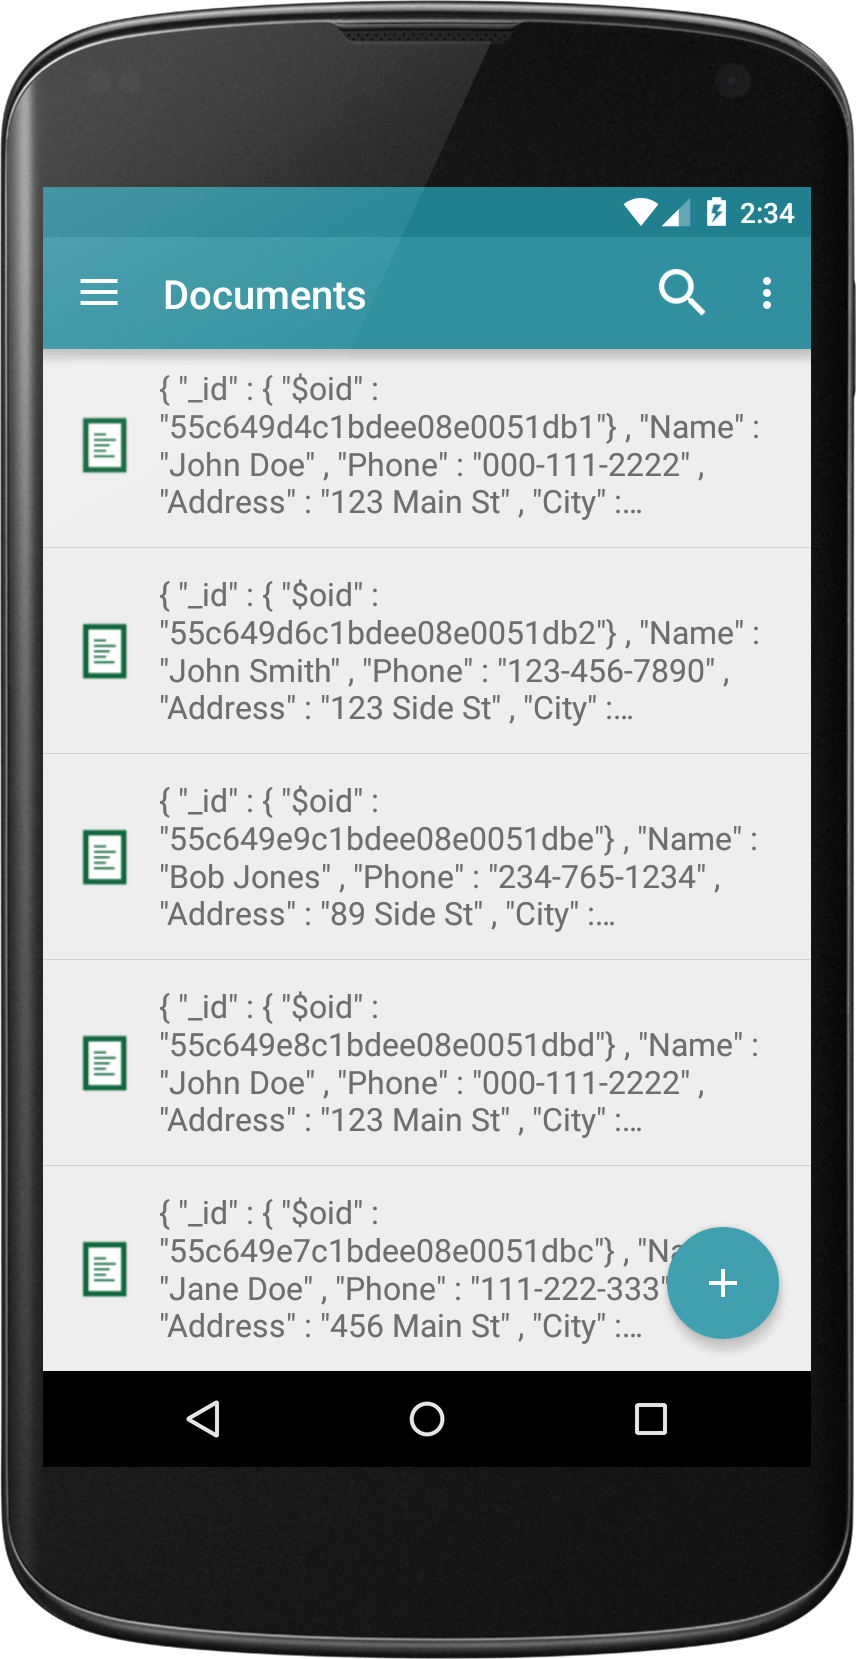 2:34
Documents
{ "_id" : { "$oid" :
"55c649d4c1bdee08e0051db1"} , "Name" :
"John Doe" , "Phone" : "000-111-2222" ,
"Address" : "123 Main St" , "City" :...
{ "_id" : { "$oid" :
"55c649d6c1bdee08e0051db2"} , "Name" :
"John Smith" , "Phone" : "123-456-7890" ,
"Address" : "123 Side St" , "City" :...
{ "_id" : { "$oid" :
"55c649e9c1bdee08e0051dbe"} , "Name" :
"Bob Jones" , "Phone" : "234-765-1234" ,
"Address" : "89 Side St" , "City" :...
{ "_id" : { "$oid" :
"55c649e8c1bdee08e0051dbd"} , "Name" :
"John Doe" , "Phone" : "000-111-2222" ,
"Address" : "123 Main St" , "City" :...
{ "_id" : { "$oid" :
"55c649e7c1bdee08e0051dbc"} ,
"Jane Doe" , "Phone" : "111-222-333"
"Address" : "456 Main St" , "City" :...